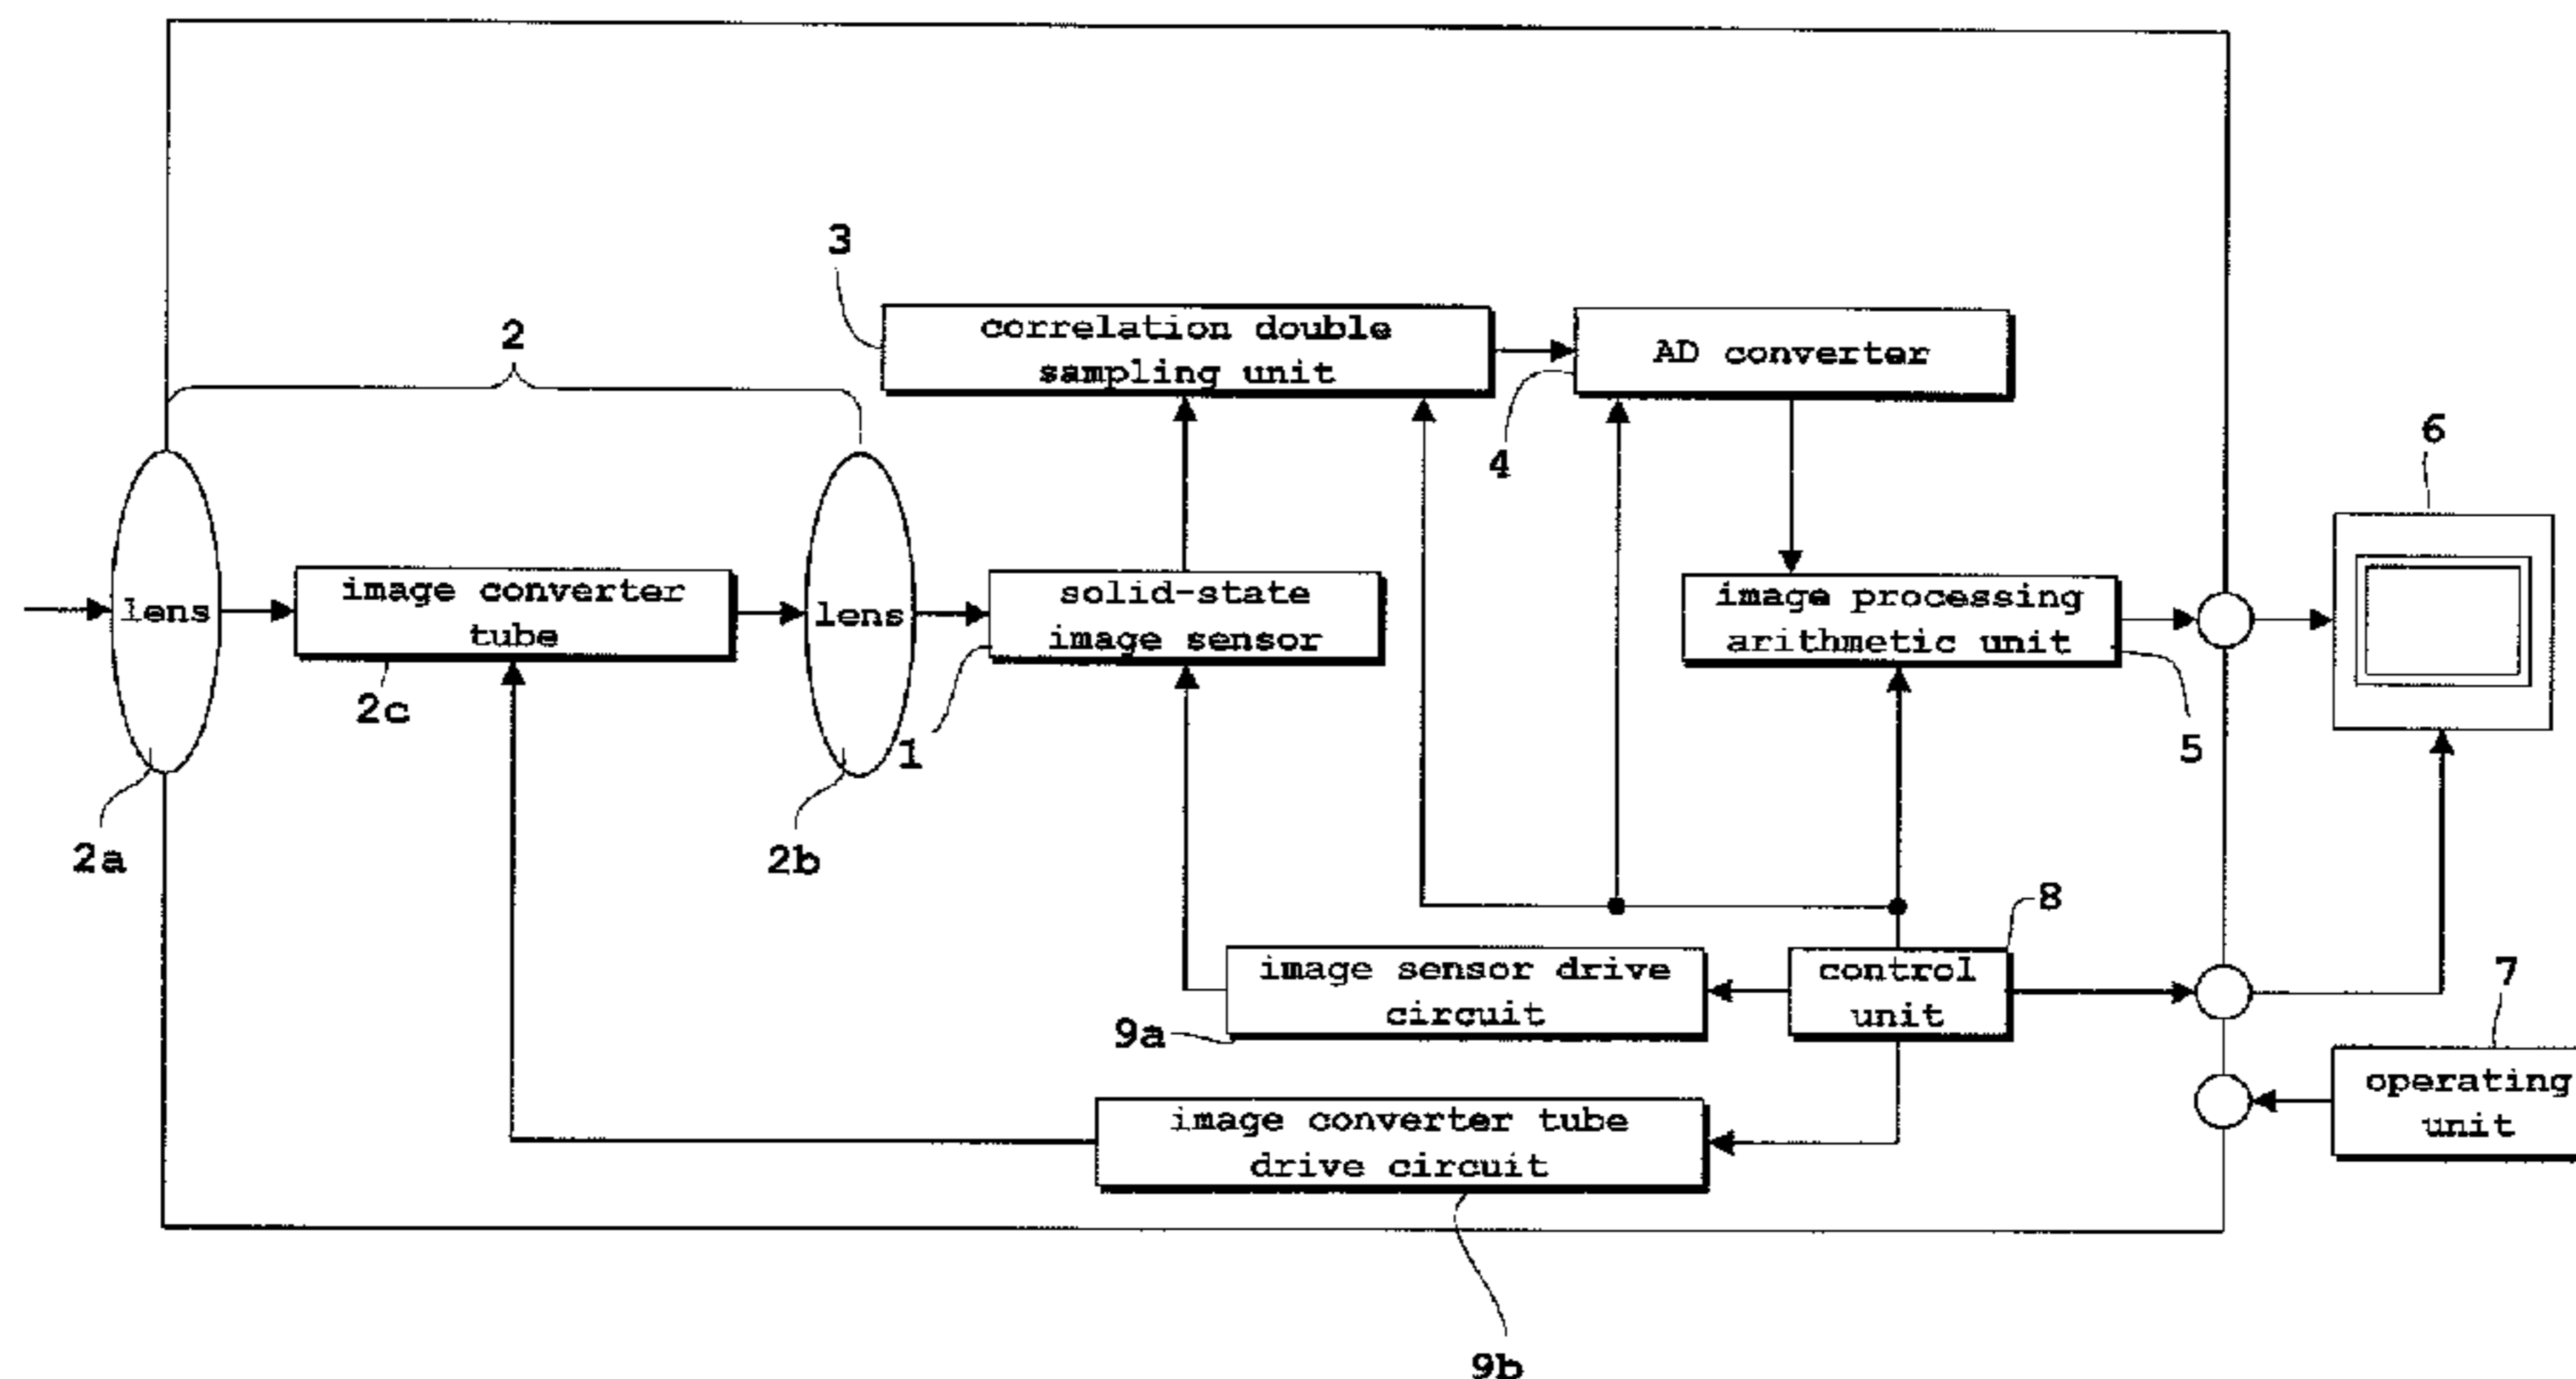 3
correlation double
sampling unit
AD converter
2
4
6
lens
image converter
tube
lens
solid-state
image sensor
image processing
arithmetic unit
2c
1
5
2a
2b
8
image sensor drive
circuit
control
unit
7
9a
operating
unit
image converter tube
drive circuit
9b